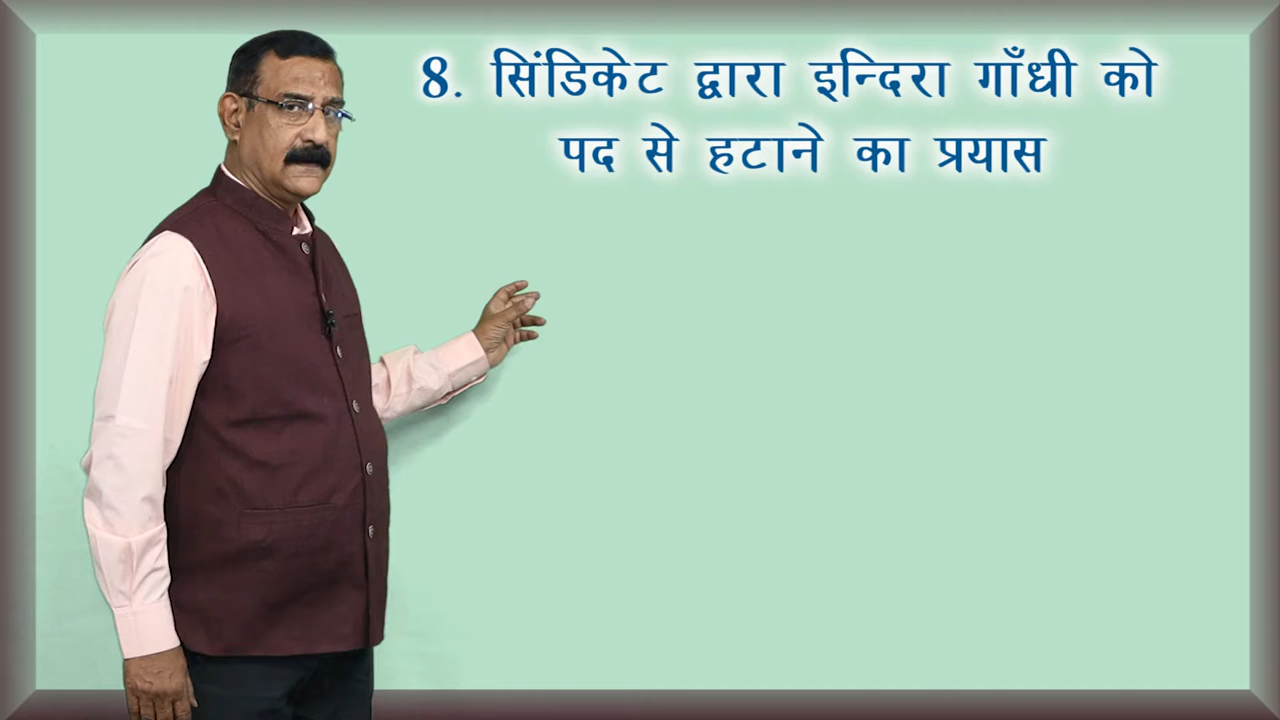 8. सिंडिकेट द्वारा इन्दिरा गाँधी को
पद से हटाने का प्रयास